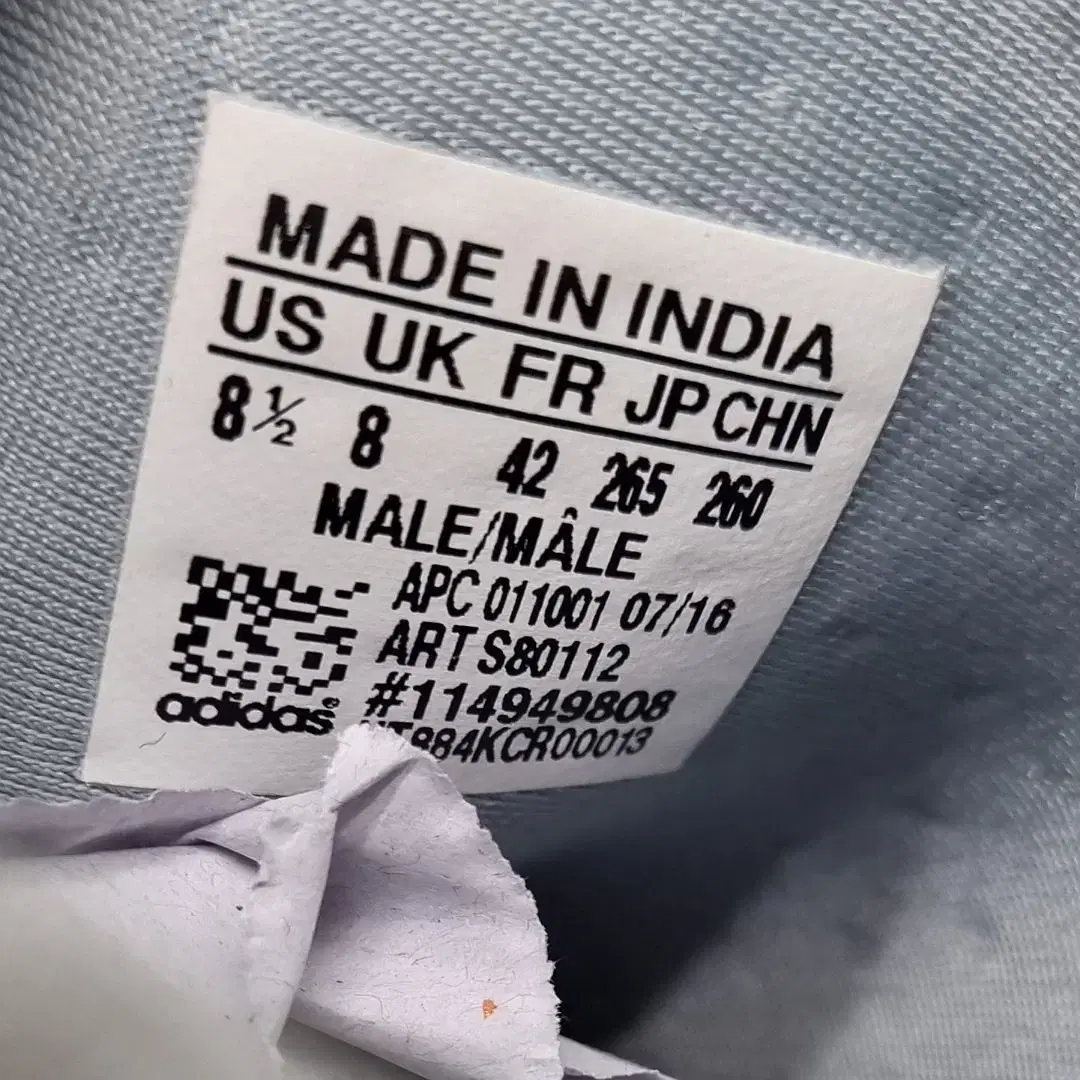 MADE IN INDIA
US UK FR JP CHN
8½ 8 42 265 260
MALE/MÂLE
APC 011001 07/16
ART S80112
#114949808
adidas®